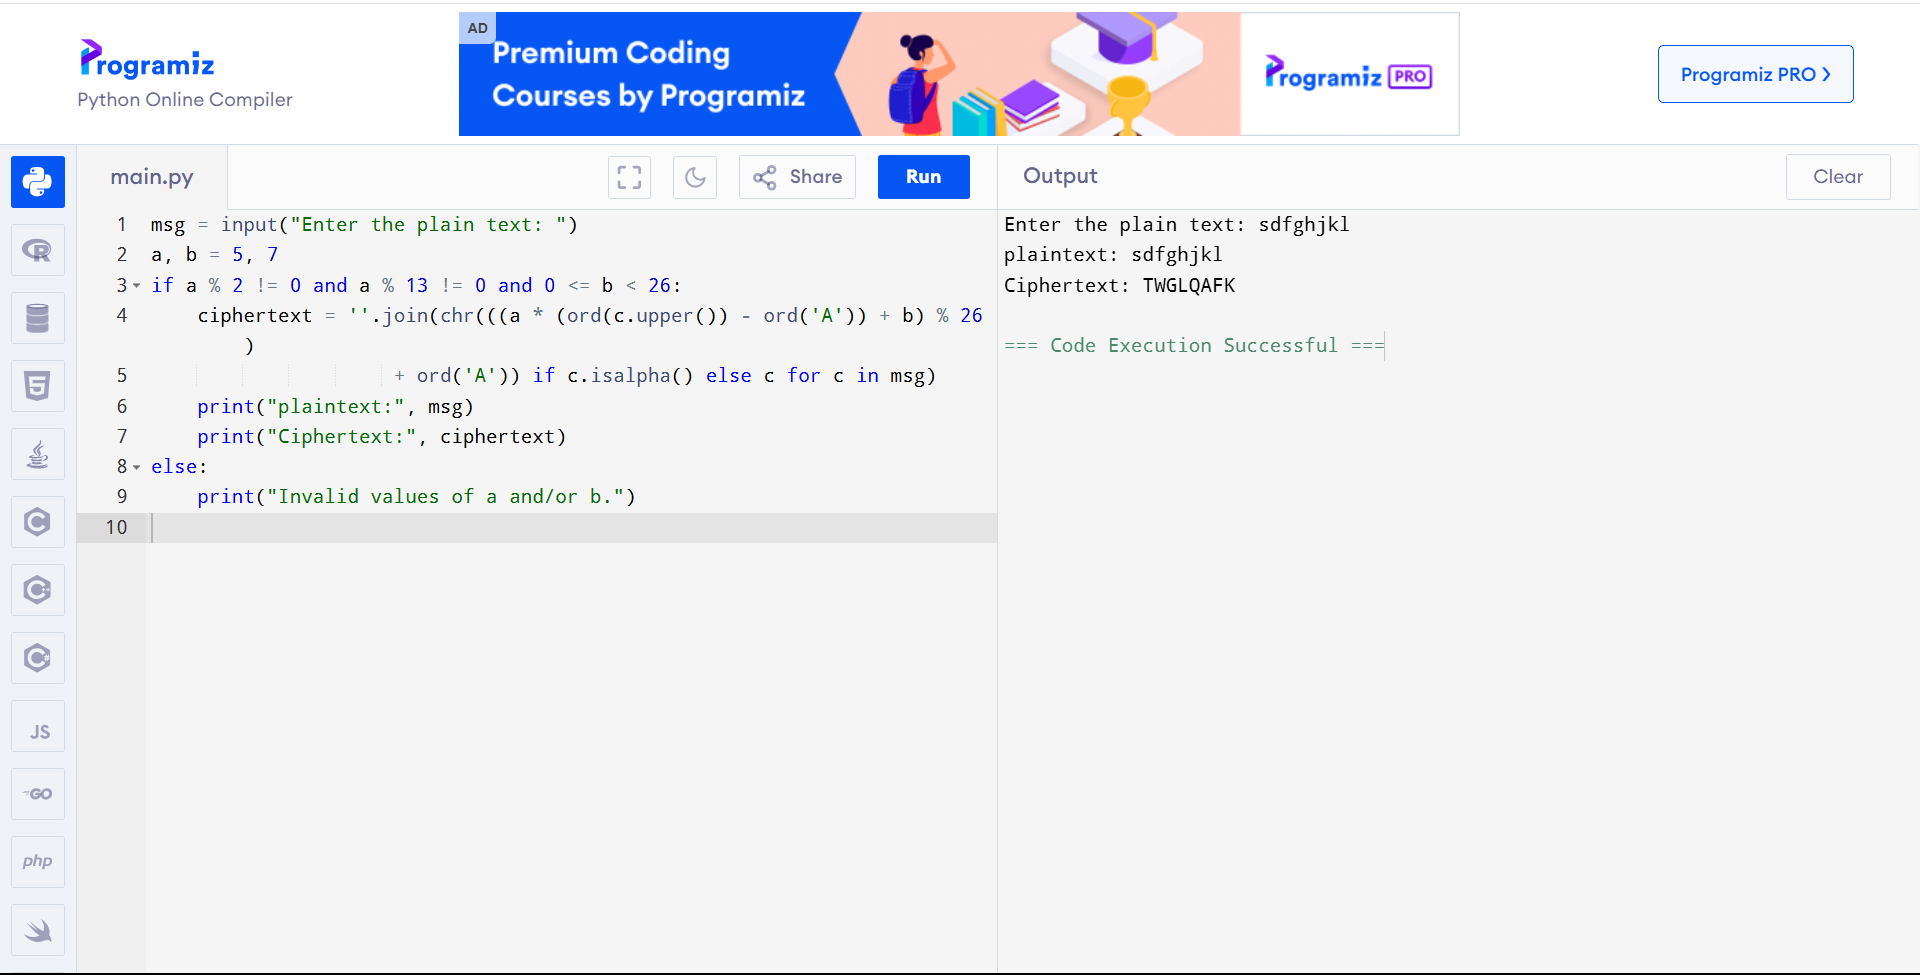 AD
Premium Coding
Courses by Programiz
Programiz PRO
Programiz
Python Online Compiler
Programiz PRO ❯
main.py
Share
Run
Output
Clear
1 msg = input("Enter the plain text: ")
2 a, b = 5, 7
3 if a % 2 != 0 and a % 13 != 0 and 0 <= b < 26:
4     ciphertext = ''.join(chr(((a * (ord(c.upper()) - ord('A')) + b) % 26
)
5                      + ord('A')) if c.isalpha() else c for c in msg)
6     print("plaintext:", msg)
7     print("Ciphertext:", ciphertext)
8 else:
9     print("Invalid values of a and/or b.")
10
Enter the plain text: sdfghjkl
plaintext: sdfghjkl
Ciphertext: TWGLQAFK
=== Code Execution Successful ===
R
5
C
C++
C#
JS
GO
php